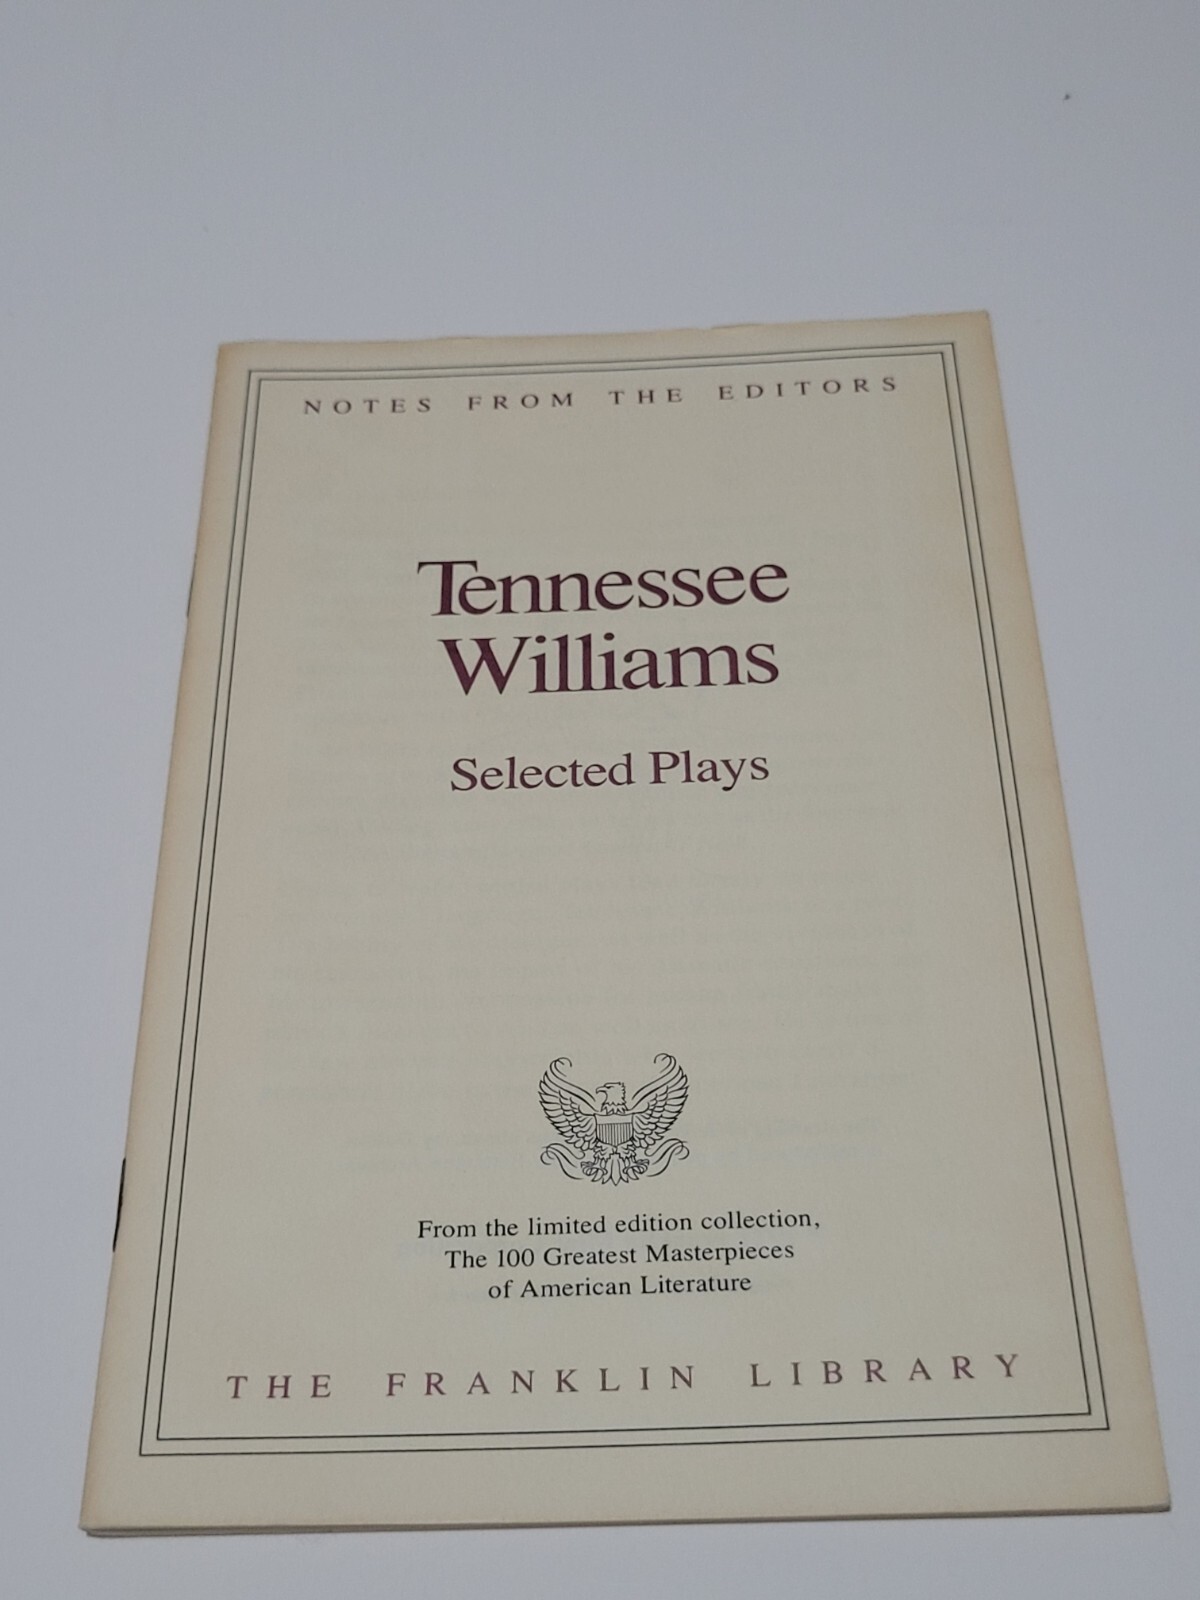 NOTES FROM THE EDITORS
Tennessee
Williams
Selected Plays
From the limited edition collection,
The 100 Greatest Masterpieces
of American Literature
THE FRANKLIN LIBRARY